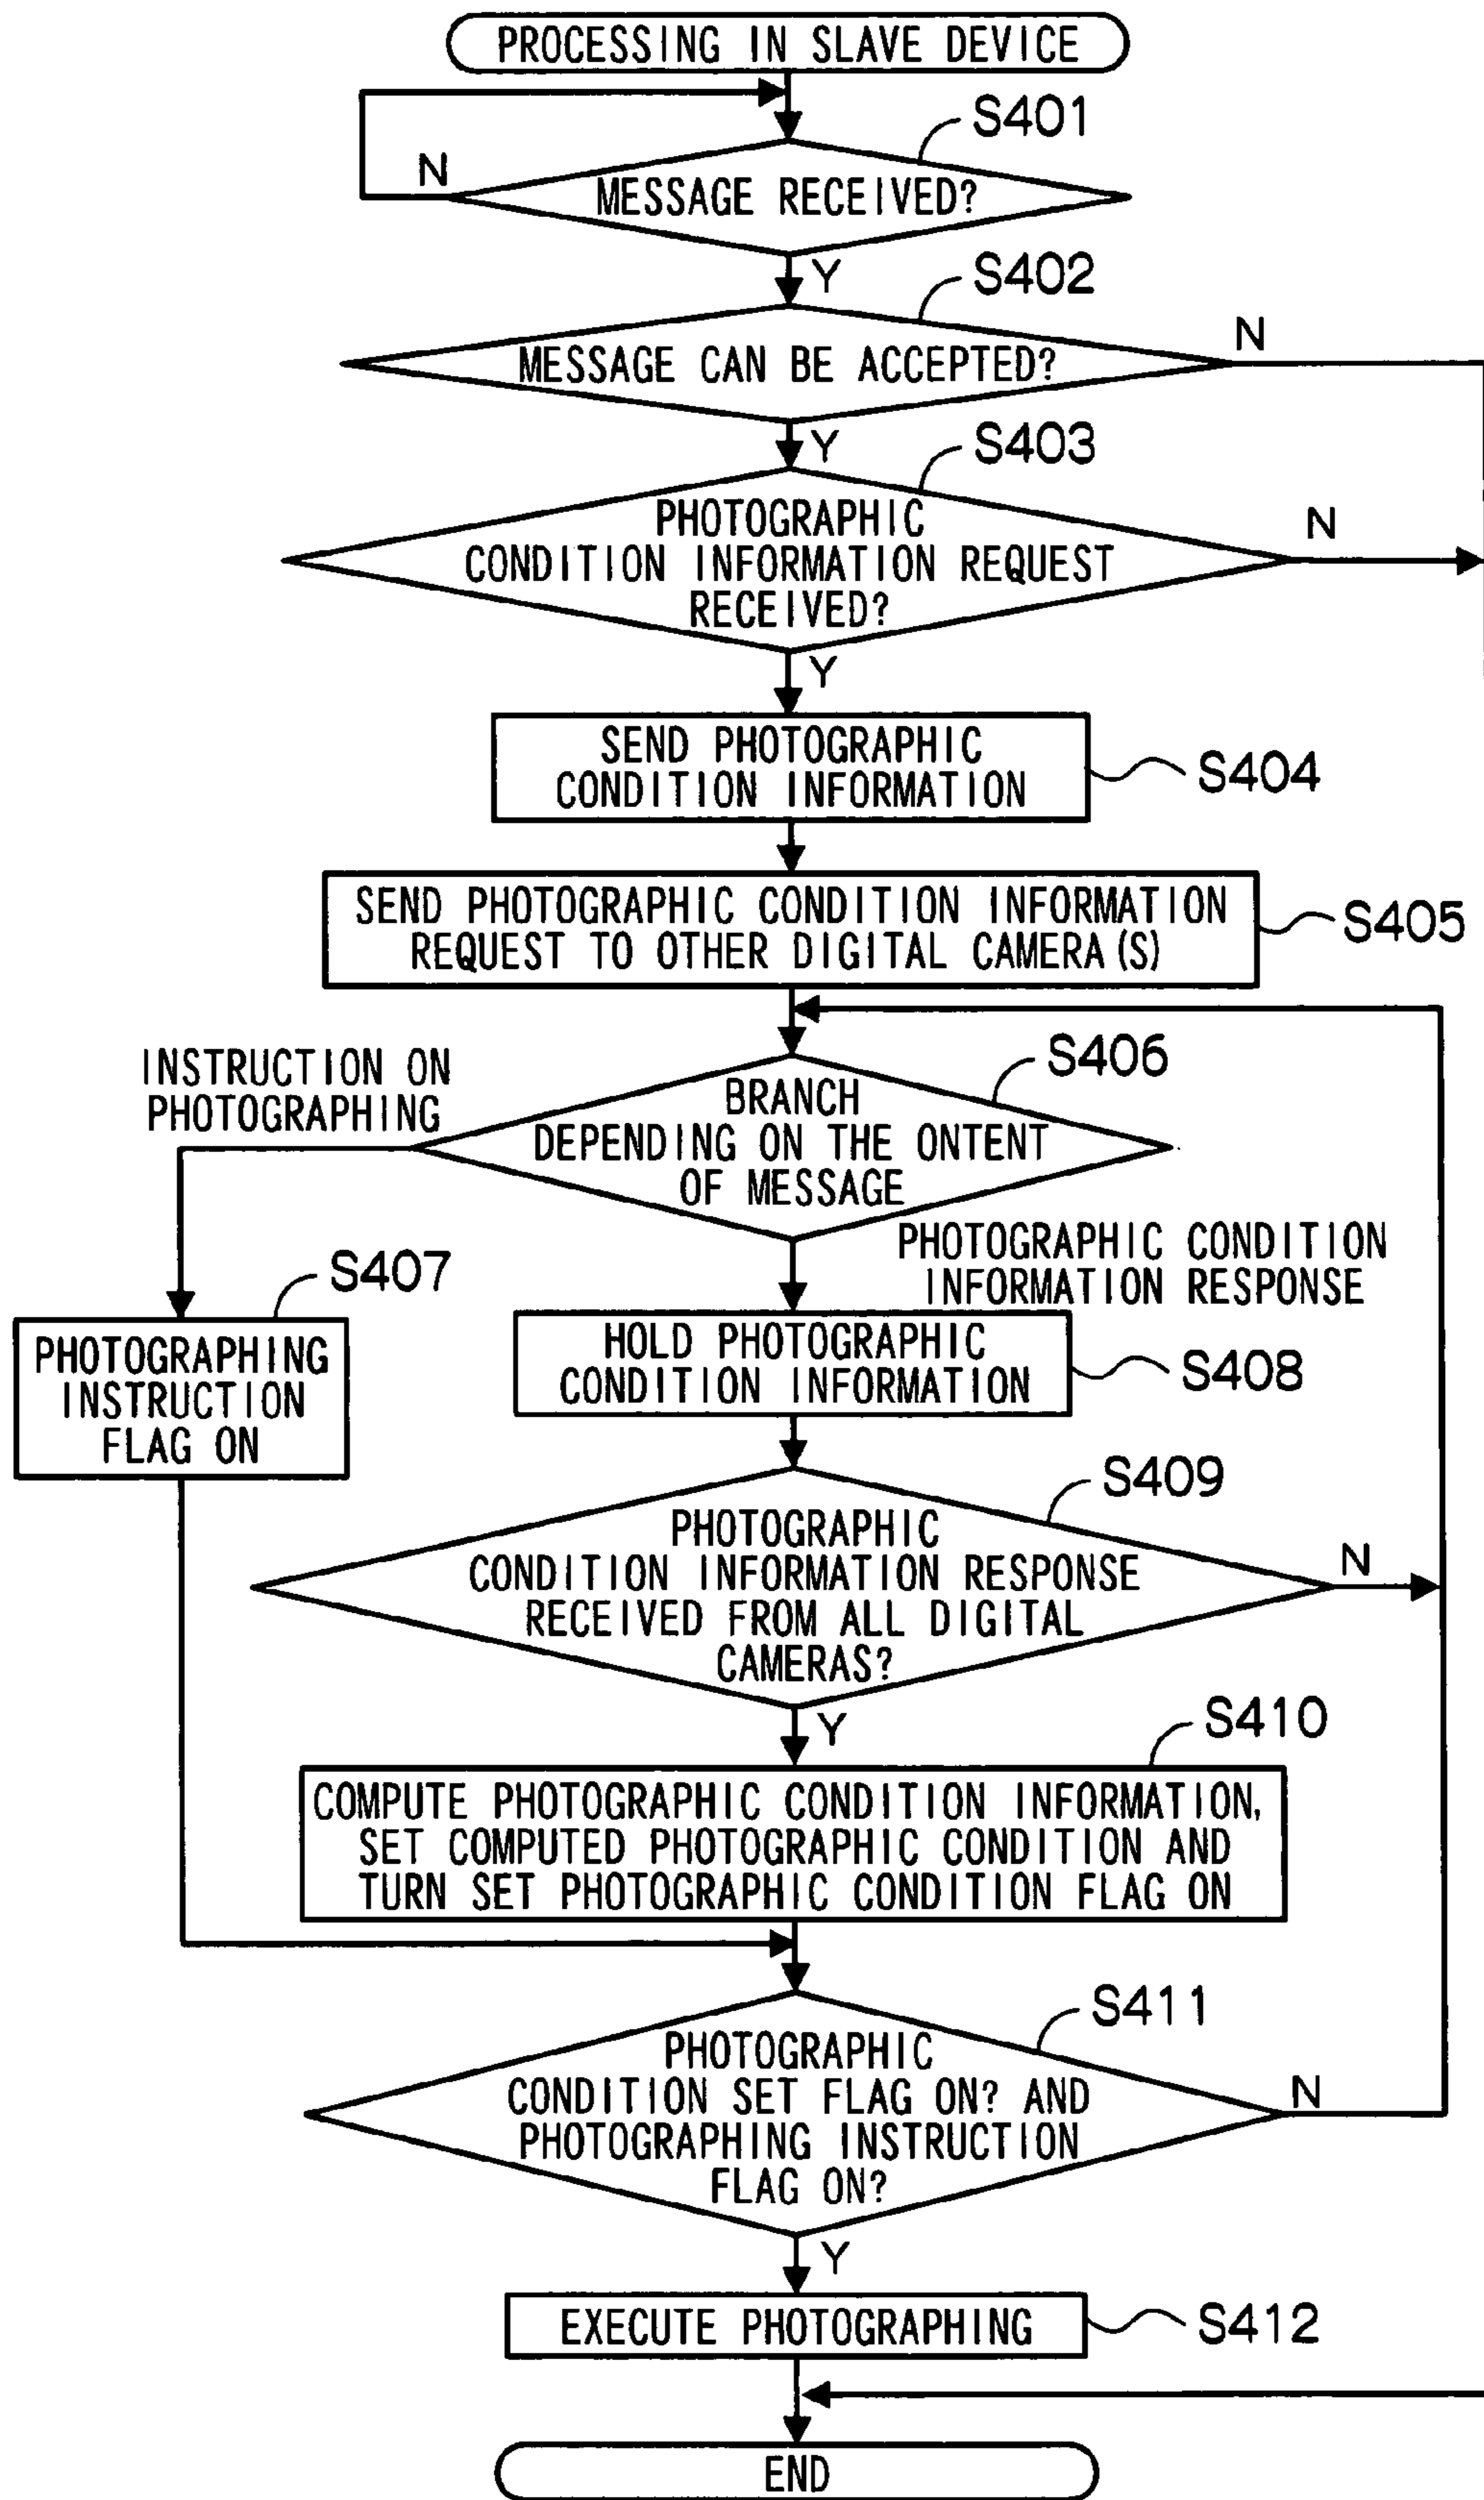 PROCESSING IN SLAVE DEVICE
S401
N
MESSAGE RECEIVED?
Y
S402
N
MESSAGE CAN BE ACCEPTED?
Y
S403
PHOTOGRAPHIC
N
CONDITION INFORMATION REQUEST
RECEIVED?
Y
SEND PHOTOGRAPHIC
CONDITION INFORMATION
S404
SEND PHOTOGRAPHIC CONDITION INFORMATION
REQUEST TO OTHER DIGITAL CAMERA(S)
S405
INSTRUCTION ON
PHOTOGRAPHING
S406
BRANCH
DEPENDING ON THE ONTENT
OF MESSAGE
PHOTOGRAPHIC CONDITION
INFORMATION RESPONSE
S407
PHOTOGRAPHING
INSTRUCTION
FLAG ON
HOLD PHOTOGRAPHIC
CONDITION INFORMATION
S408
S409
PHOTOGRAPHIC
CONDITION INFORMATION RESPONSE
RECEIVED FROM ALL DIGITAL
CAMERAS?
N
Y
S410
COMPUTE PHOTOGRAPHIC CONDITION INFORMATION,
SET COMPUTED PHOTOGRAPHIC CONDITION AND
TURN SET PHOTOGRAPHIC CONDITION FLAG ON
S411
PHOTOGRAPHIC
CONDITION SET FLAG ON? AND
PHOTOGRAPHING INSTRUCTION
FLAG ON?
N
Y
EXECUTE PHOTOGRAPHING
S412
END